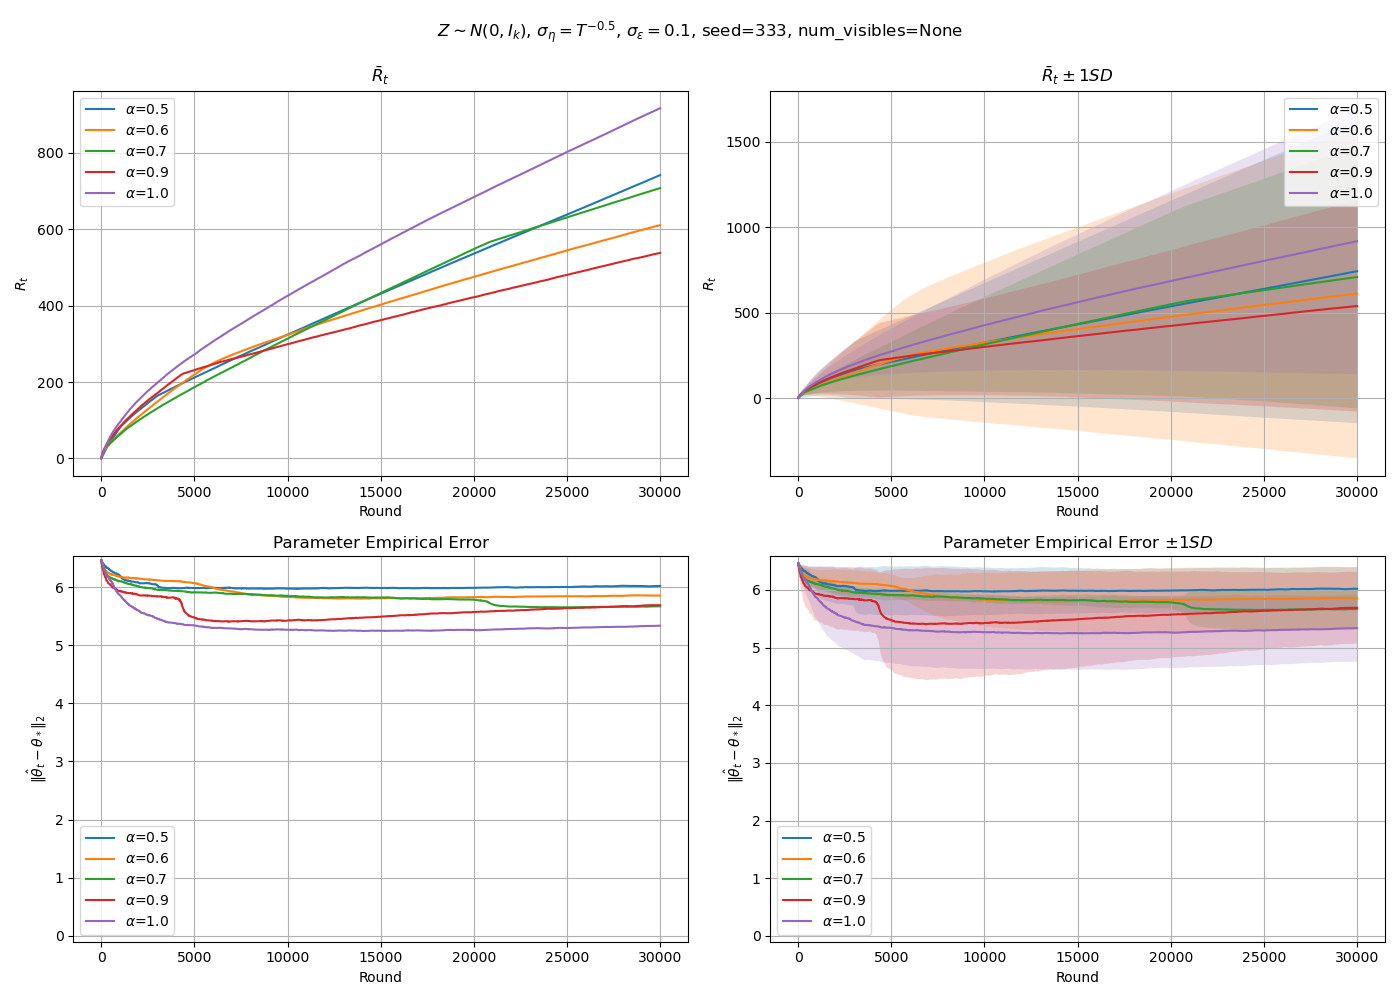 Z ∼ N(0, I_k), σ_η = T^{−0.5}, σ_ε = 0.1, seed=333, num_visibles=None
R̄_t
R_t
800
600
400
200
0
α=0.5
α=0.6
α=0.7
α=0.9
α=1.0
0 5000 10000 15000 20000 25000 30000
Round
R̄_t ± 1SD
R_t
1500
1000
500
0
α=0.5
α=0.6
α=0.7
α=0.9
α=1.0
0 5000 10000 15000 20000 25000 30000
Round
Parameter Empirical Error
‖θ̂_t − θ_*‖_2
6
5
4
3
2
1
0
α=0.5
α=0.6
α=0.7
α=0.9
α=1.0
0 5000 10000 15000 20000 25000 30000
Round
Parameter Empirical Error ±1SD
‖θ̂_t − θ_*‖_2
6
5
4
3
2
1
0
α=0.5
α=0.6
α=0.7
α=0.9
α=1.0
0 5000 10000 15000 20000 25000 30000
Round